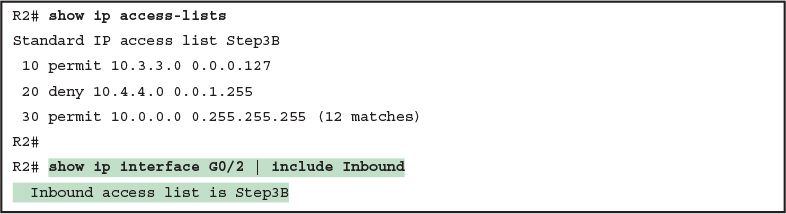 R2# show ip access-lists
Standard IP access list Step3B
 10 permit 10.3.3.0 0.0.0.127
 20 deny 10.4.4.0 0.0.1.255
 30 permit 10.0.0.0 0.255.255.255 (12 matches)
R2#
R2# show ip interface G0/2 | include Inbound
  Inbound access list is Step3B